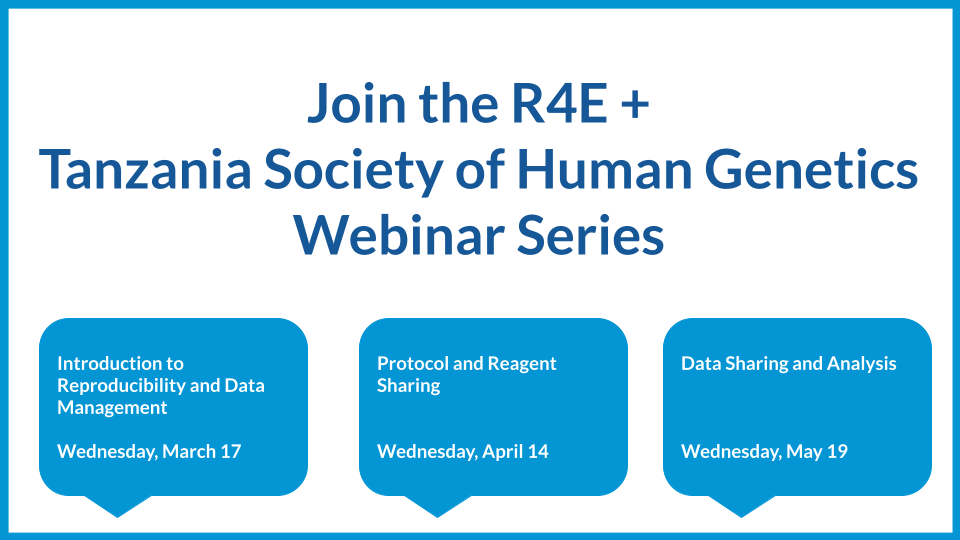 Join the R4E +
Tanzania Society of Human Genetics
Webinar Series
Introduction to
Reproducibility and Data
Management
Wednesday, March 17
Protocol and Reagent
Sharing
Wednesday, April 14
Data Sharing and Analysis
Wednesday, May 19